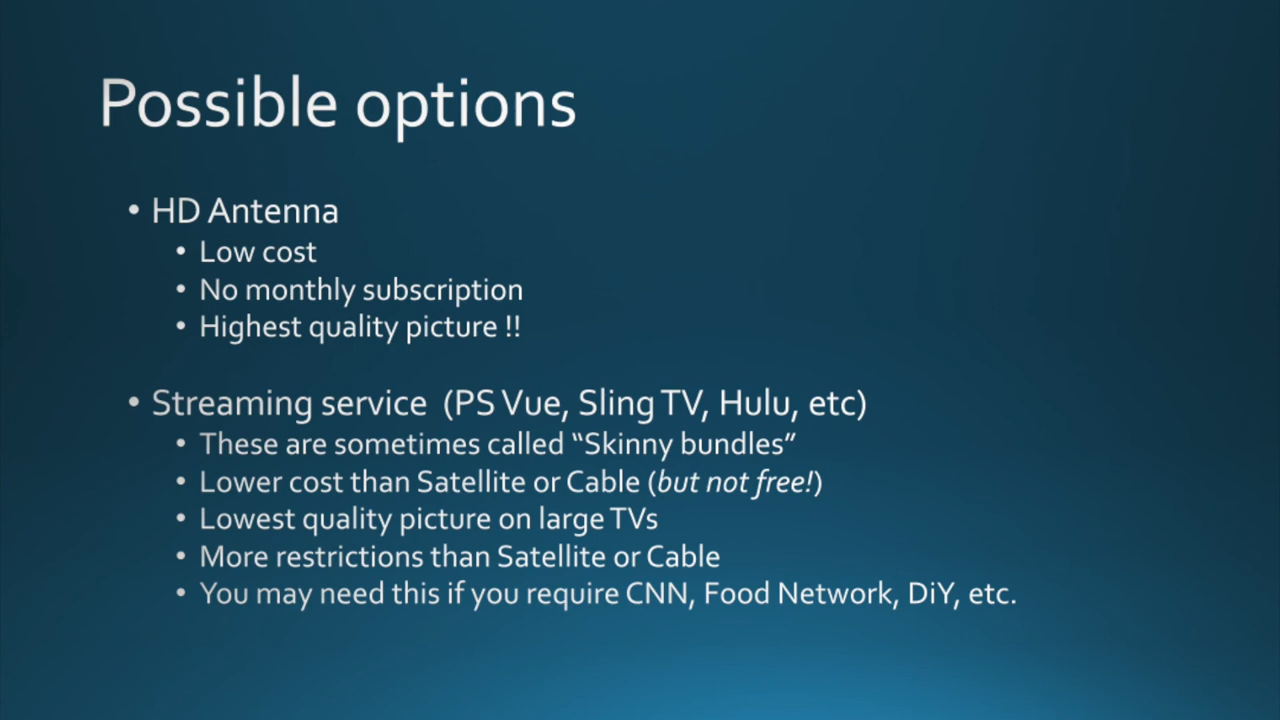 Possible options
• HD Antenna
• Low cost
• No monthly subscription
• Highest quality picture !!
• Streaming service (PS Vue, Sling TV, Hulu, etc)
• These are sometimes called “Skinny bundles”
• Lower cost than Satellite or Cable (but not free!)
• Lowest quality picture on large TVs
• More restrictions than Satellite or Cable
• You may need this if you require CNN, Food Network, DiY, etc.